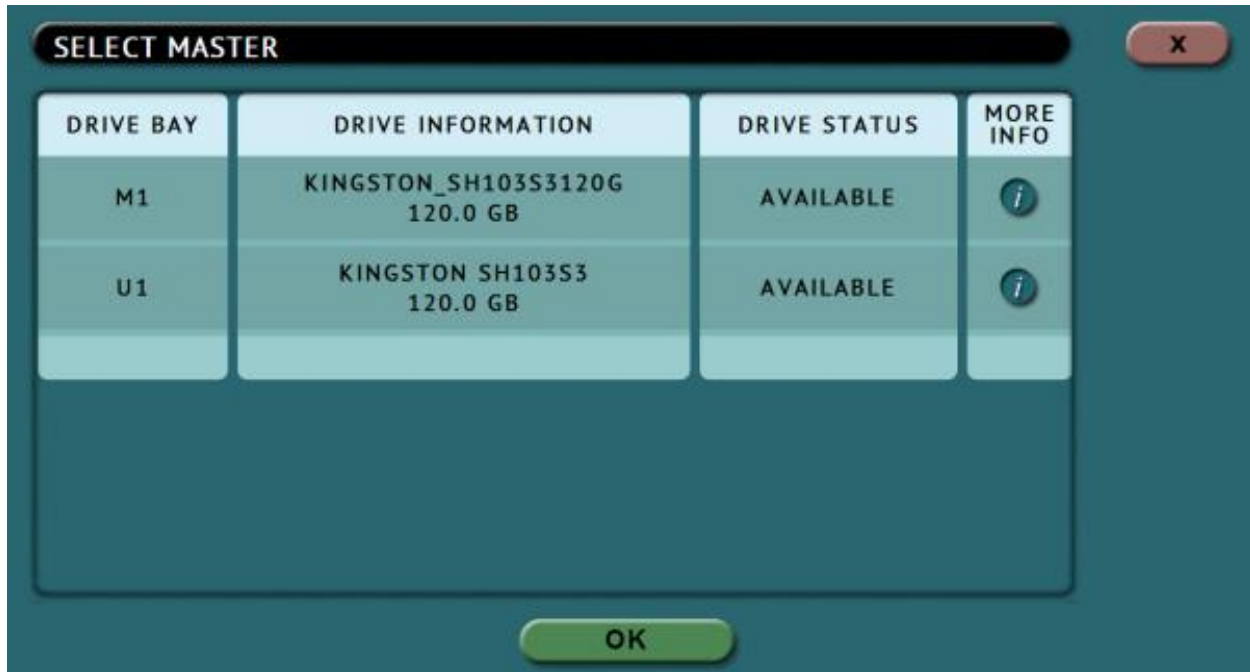 SELECT MASTER
X
DRIVE BAY
DRIVE INFORMATION
DRIVE STATUS
MORE
INFO
M1
KINGSTON_SH103S3120G
120.0 GB
AVAILABLE
i
U1
KINGSTON SH103S3
120.0 GB
AVAILABLE
i
OK